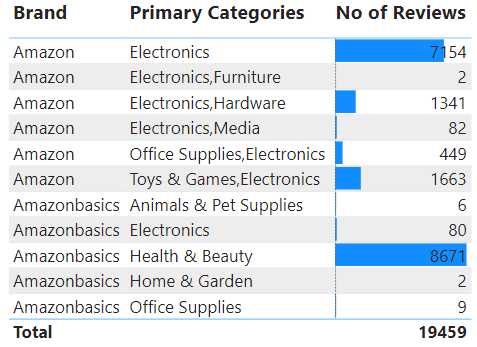 Brand Primary Categories No of Reviews
Amazon Electronics 7154
Amazon Electronics,Furniture 2
Amazon Electronics,Hardware 1341
Amazon Electronics,Media 82
Amazon Office Supplies,Electronics 449
Amazon Toys & Games,Electronics 1663
Amazonbasics Animals & Pet Supplies 6
Amazonbasics Electronics 80
Amazonbasics Health & Beauty 8671
Amazonbasics Home & Garden 2
Amazonbasics Office Supplies 9
Total 19459